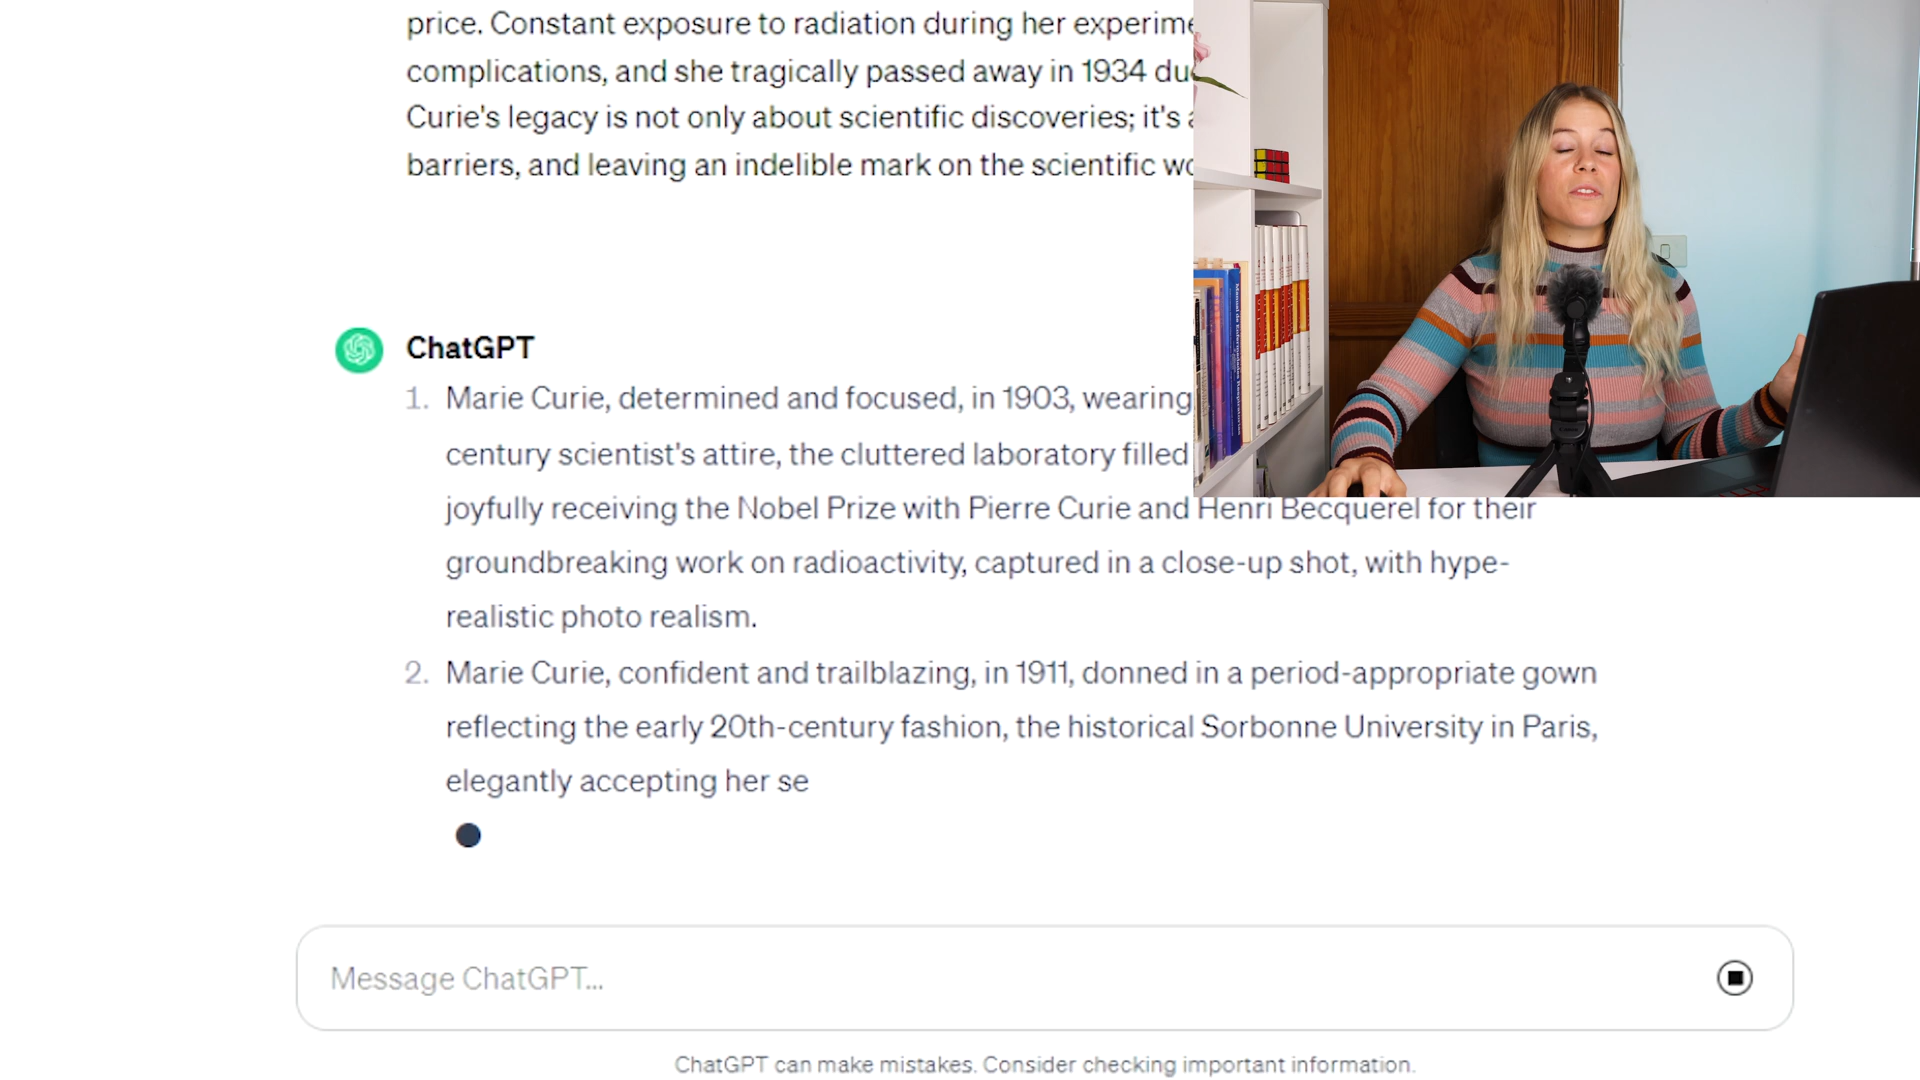 price. Constant exposure to radiation during her experime
complications, and she tragically passed away in 1934 du
Curie's legacy is not only about scientific discoveries; it's a
barriers, and leaving an indelible mark on the scientific wo
ChatGPT
1. Marie Curie, determined and focused, in 1903, wearing
century scientist's attire, the cluttered laboratory filled
joyfully receiving the Nobel Prize with Pierre Curie and Henri Becquerel for their
groundbreaking work on radioactivity, captured in a close-up shot, with hype-
realistic photo realism.
2. Marie Curie, confident and trailblazing, in 1911, donned in a period-appropriate gown
reflecting the early 20th-century fashion, the historical Sorbonne University in Paris,
elegantly accepting her se
Message ChatGPT...
ChatGPT can make mistakes. Consider checking important information.